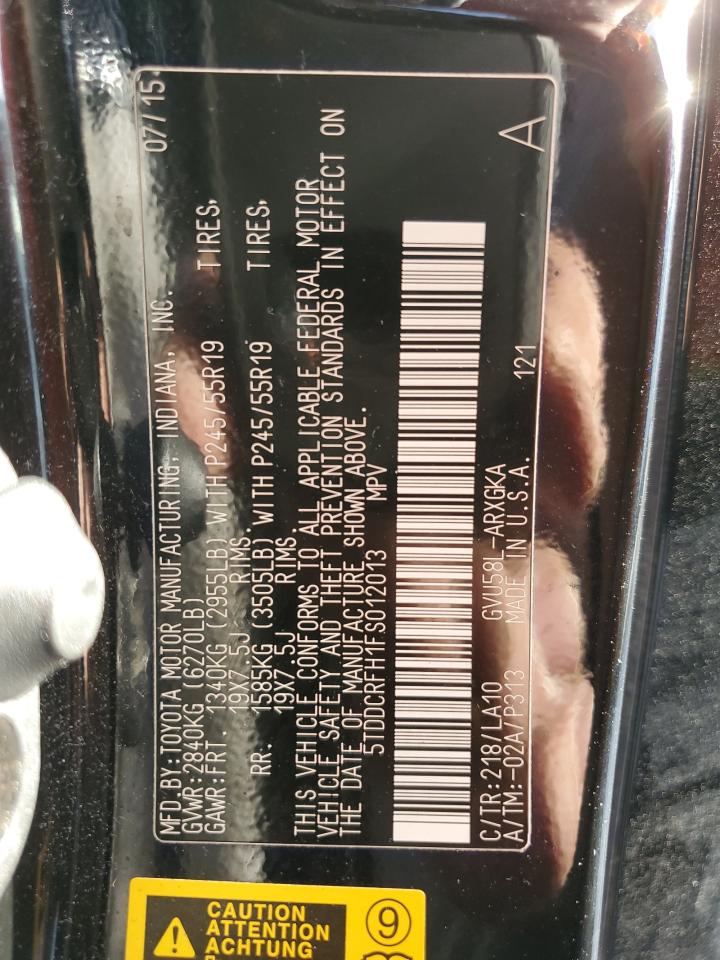 MFD.BY:TOYOTA MOTOR MANUFACTURING, INDIANA, INC. 07/15
GVWR:2840KG (6270LB)
GAWR:FRT. 1340KG (2955LB) WITH P245/55R19 TIRES,
19X7.5J RIMS.
RR. 1585KG (3505LB) WITH P245/55R19 TIRES,
19X7.5J RIMS.
THIS VEHICLE CONFORMS TO ALL APPLICABLE FEDERAL MOTOR
VEHICLE SAFETY AND THEFT PREVENTION STANDARDS IN EFFECT ON
THE DATE OF MANUFACTURE SHOWN ABOVE.
5TDDCRFH1FS012013 MPV
C/TR:218/LA10 GVU58L-ARXGKA 121 A
A/TM:-02A/P313 MADE IN U.S.A.
CAUTION
ATTENTION
ACHTUNG
9